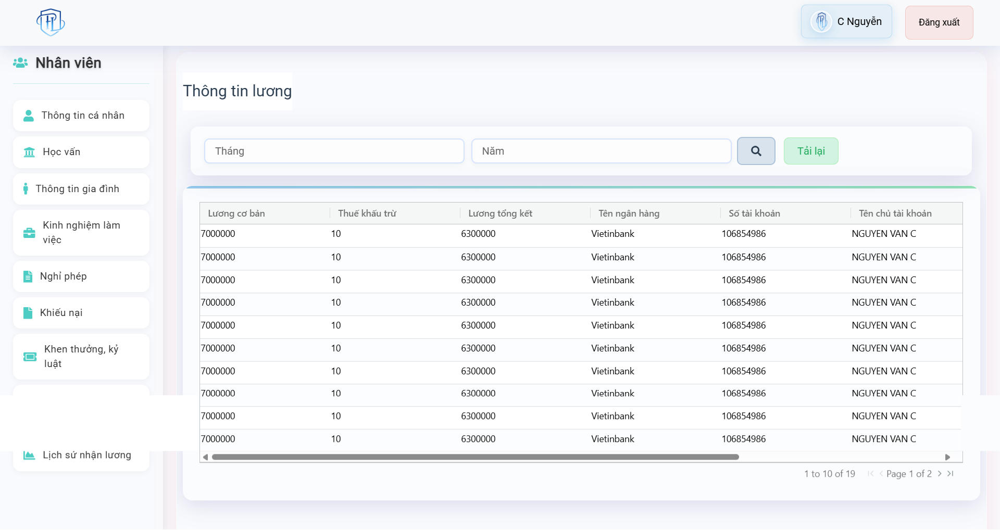 C Nguyễn
Đăng xuất
Nhân viên
Thông tin cá nhân
Học vấn
Thông tin gia đình
Kinh nghiệm làm
việc
Nghỉ phép
Khiếu nại
Khen thưởng, kỷ
luật
Lịch sử nhận lương
Thông tin lương
Tháng
Năm
Tải lại
Lương cơ bản Thuế khấu trừ Lương tổng kết Tên ngân hàng Số tài khoản Tên chủ tài khoản
7000000 10 6300000 Vietinbank 106854986 NGUYEN VAN C
7000000 10 6300000 Vietinbank 106854986 NGUYEN VAN C
7000000 10 6300000 Vietinbank 106854986 NGUYEN VAN C
7000000 10 6300000 Vietinbank 106854986 NGUYEN VAN C
7000000 10 6300000 Vietinbank 106854986 NGUYEN VAN C
7000000 10 6300000 Vietinbank 106854986 NGUYEN VAN C
7000000 10 6300000 Vietinbank 106854986 NGUYEN VAN C
7000000 10 6300000 Vietinbank 106854986 NGUYEN VAN C
7000000 10 6300000 Vietinbank 106854986 NGUYEN VAN C
7000000 10 6300000 Vietinbank 106854986 NGUYEN VAN C
1 to 10 of 19 Page 1 of 2